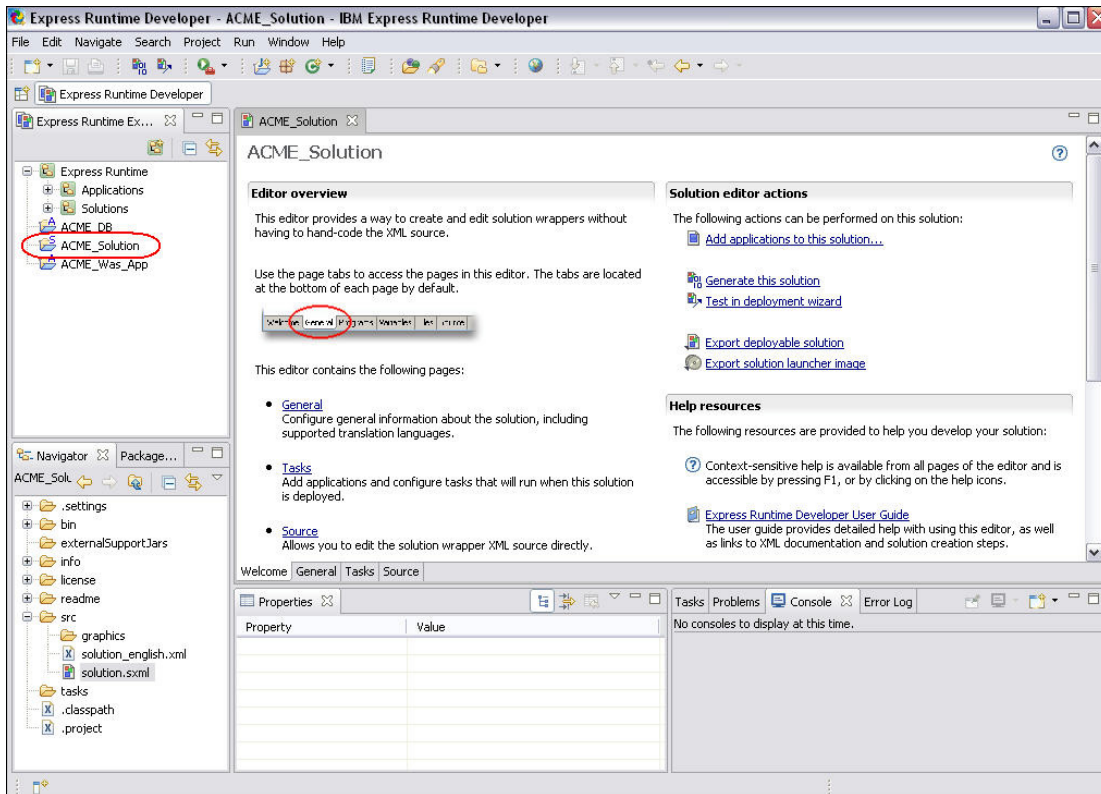 Express Runtime Developer - ACME_Solution - IBM Express Runtime Developer
File Edit Navigate Search Project Run Window Help
Express Runtime Developer
Express Runtime Ex...
Express Runtime
Applications
Solutions
ACME_DB
ACME_Solution
ACME_Was_App
ACME_Solution
ACME_Solution
Editor overview
This editor provides a way to create and edit solution wrappers without
having to hand-code the XML source.
Use the page tabs to access the pages in this editor. The tabs are located
at the bottom of each page by default.
Welcome General Programs Variables Files Source
This editor contains the following pages:
• General
Configure general information about the solution, including
supported translation languages.
• Tasks
Add applications and configure tasks that will run when this solution
is deployed.
• Source
Allows you to edit the solution wrapper XML source directly.
Welcome General Tasks Source
Solution editor actions
The following actions can be performed on this solution:
Add applications to this solution...
Generate this solution
Test in deployment wizard
Export deployable solution
Export solution launcher image
Help resources
The following resources are provided to help you develop your solution:
Context-sensitive help is available from all pages of the editor and is
accessible by pressing F1, or by clicking on the help icons.
Express Runtime Developer User Guide
The user guide provides detailed help with using this editor, as well
as links to XML documentation and solution creation steps.
Navigator Package...
ACME_Solu
.settings
bin
externalSupportJars
info
license
readme
src
graphics
solution_english.xml
solution.sxml
tasks
.classpath
.project
Properties
Property Value
Tasks Problems Console Error Log
No consoles to display at this time.